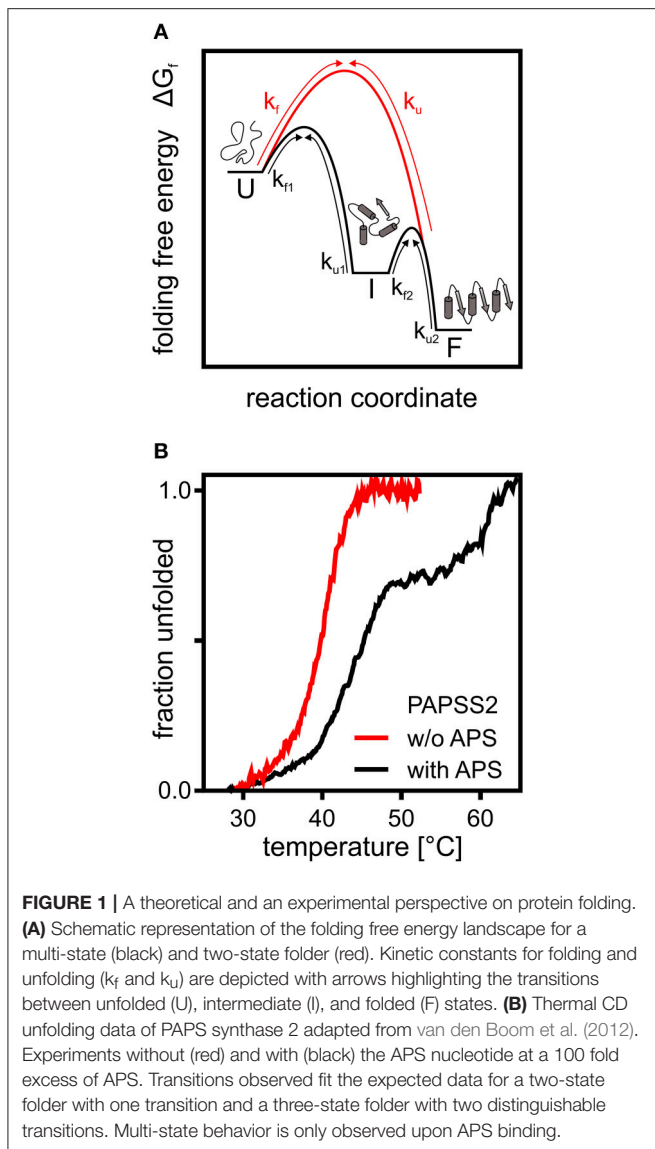 A
folding free energy ΔGf
kf
ku
U
kf1
ku1
I
kf2
ku2
F
reaction coordinate
B
1.0
fraction unfolded
PAPSS2
w/o APS
with APS
0.0
30 40 50 60
temperature [°C]
FIGURE 1 | A theoretical and an experimental perspective on protein folding.
(A) Schematic representation of the folding free energy landscape for a
multi-state (black) and two-state folder (red). Kinetic constants for folding and
unfolding (kf and ku) are depicted with arrows highlighting the transitions
between unfolded (U), intermediate (I), and folded (F) states. (B) Thermal CD
unfolding data of PAPS synthase 2 adapted from van den Boom et al. (2012).
Experiments without (red) and with (black) the APS nucleotide at a 100 fold
excess of APS. Transitions observed fit the expected data for a two-state
folder with one transition and a three-state folder with two distinguishable
transitions. Multi-state behavior is only observed upon APS binding.